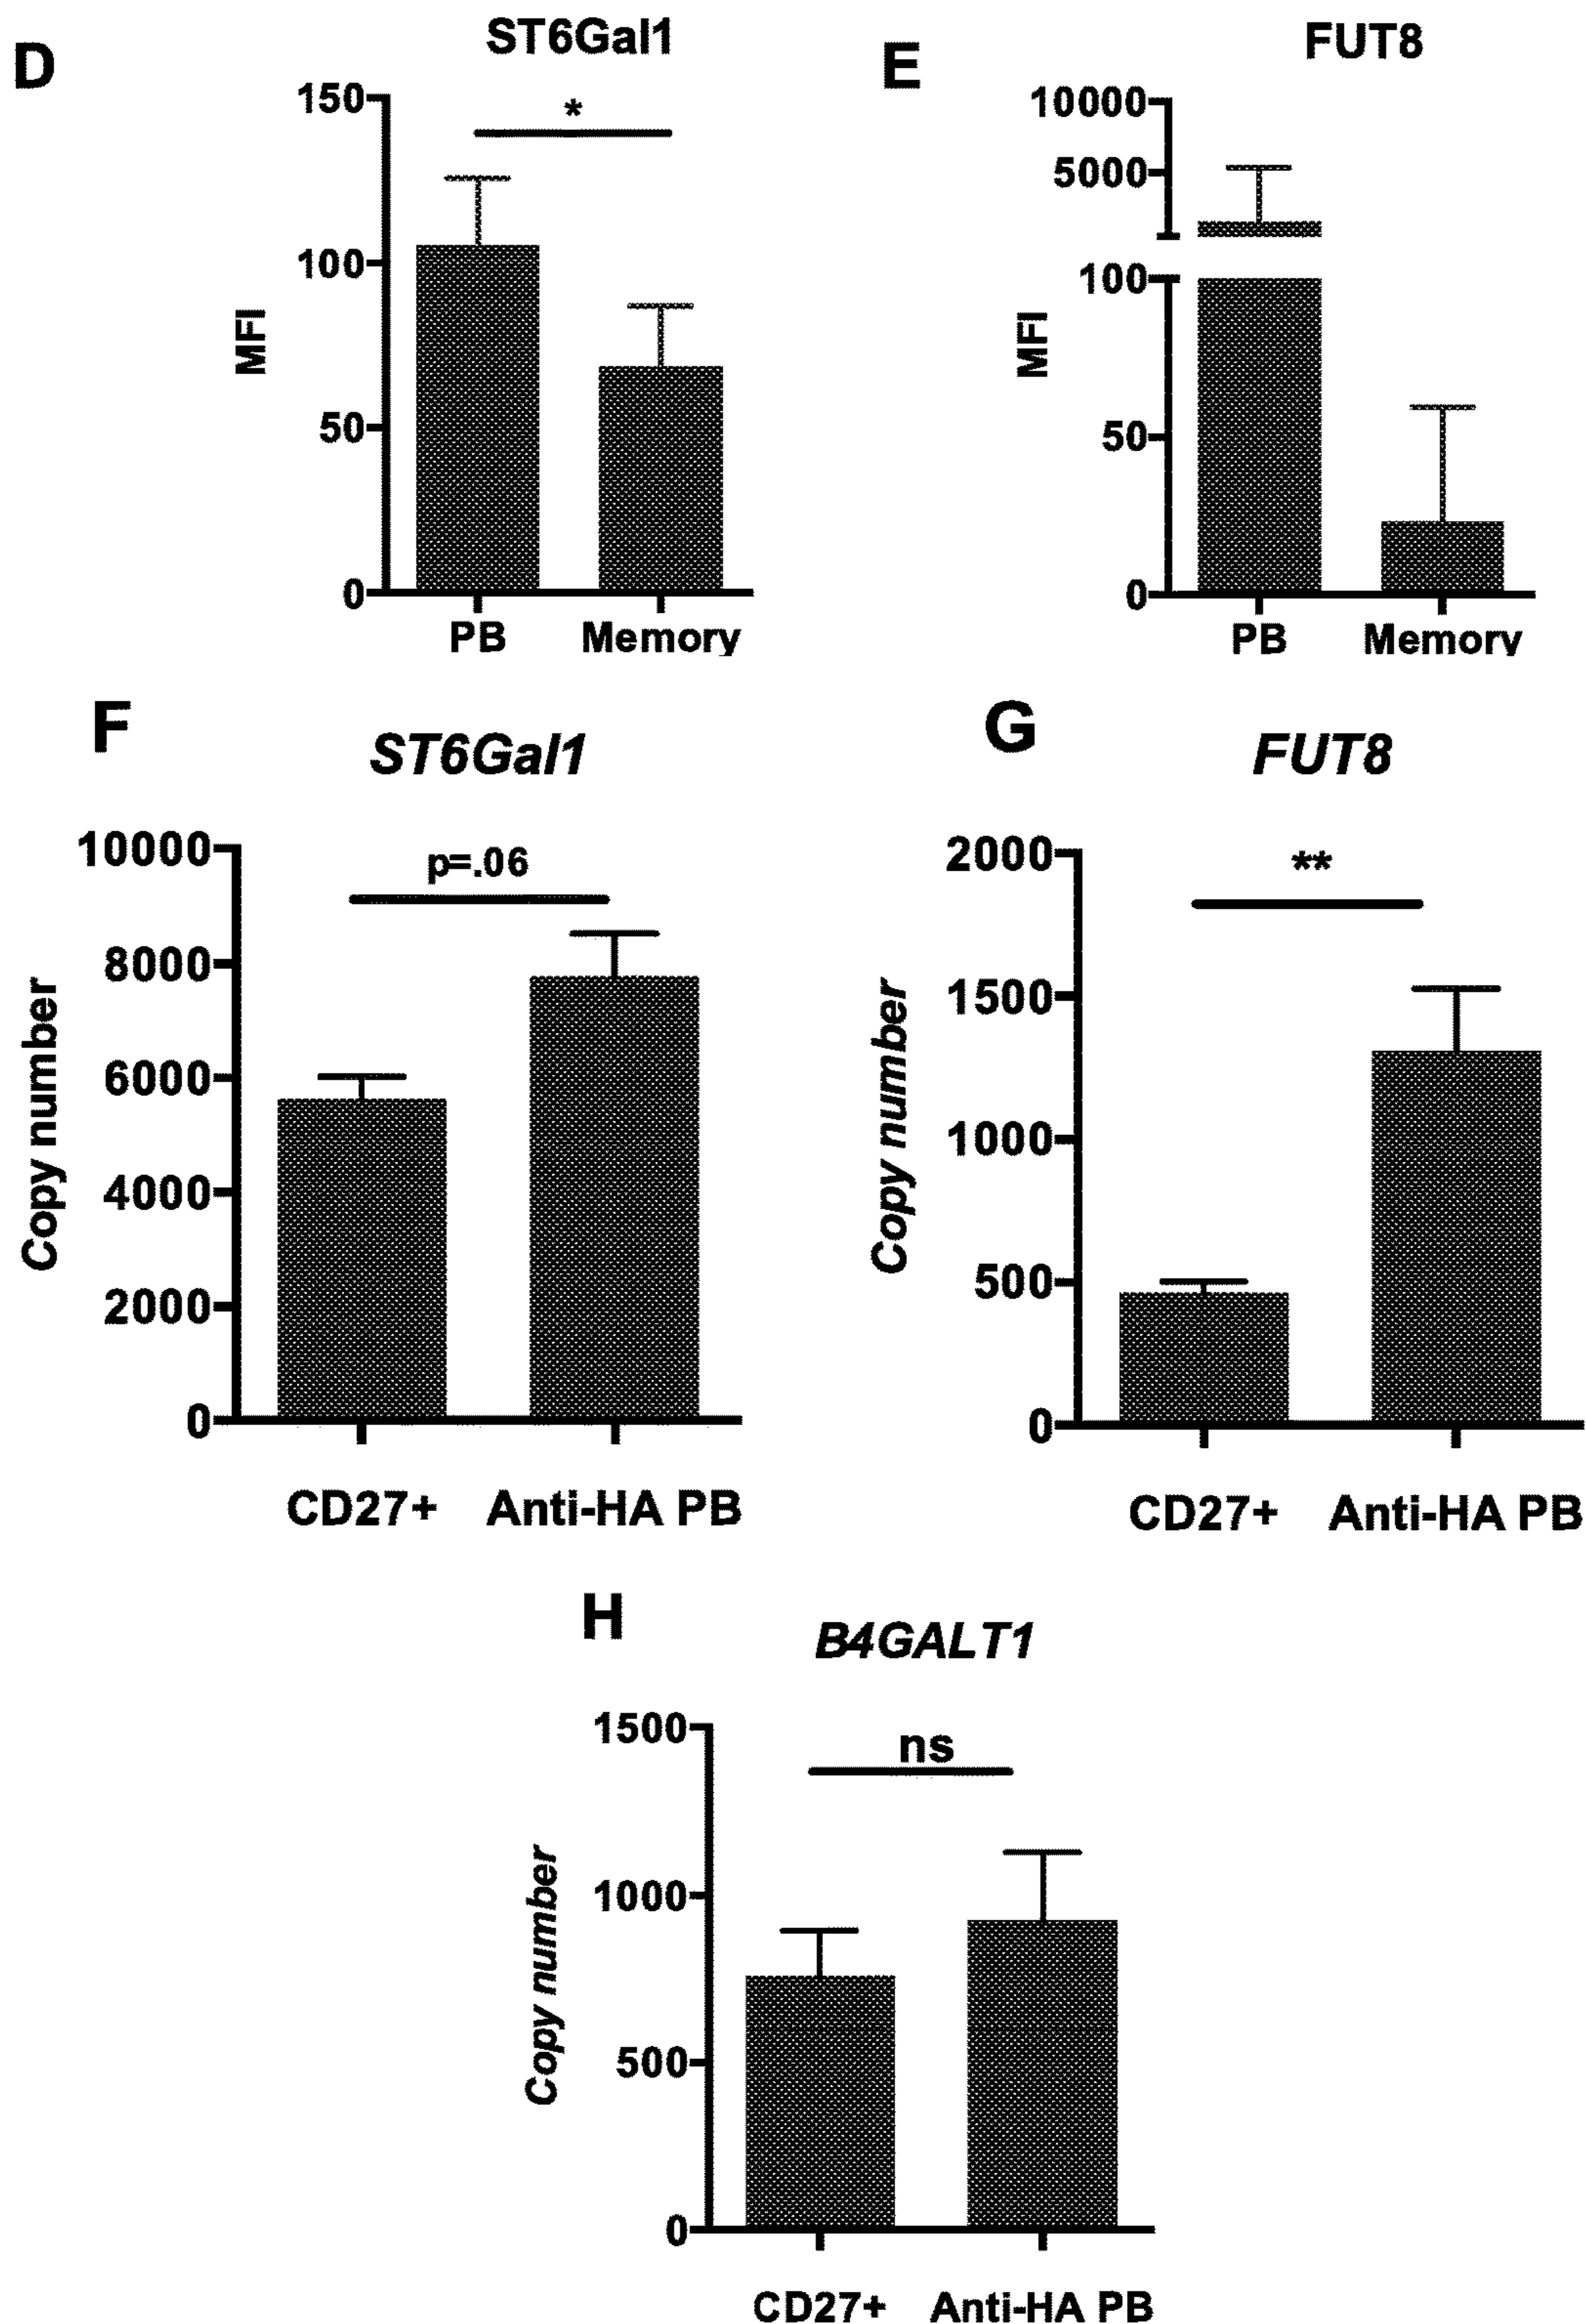 D
ST6Gal1
150
100
50
0
MFI
*
PB Memory
E
FUT8
10000
5000
100
50
0
MFI
PB Memory
F
ST6Gal1
10000
8000
6000
4000
2000
0
Copy number
p=.06
CD27+ Anti-HA PB
G
FUT8
2000
1500
1000
500
0
Copy number
**
CD27+ Anti-HA PB
H
B4GALT1
1500
1000
500
0
Copy number
ns
CD27+ Anti-HA PB